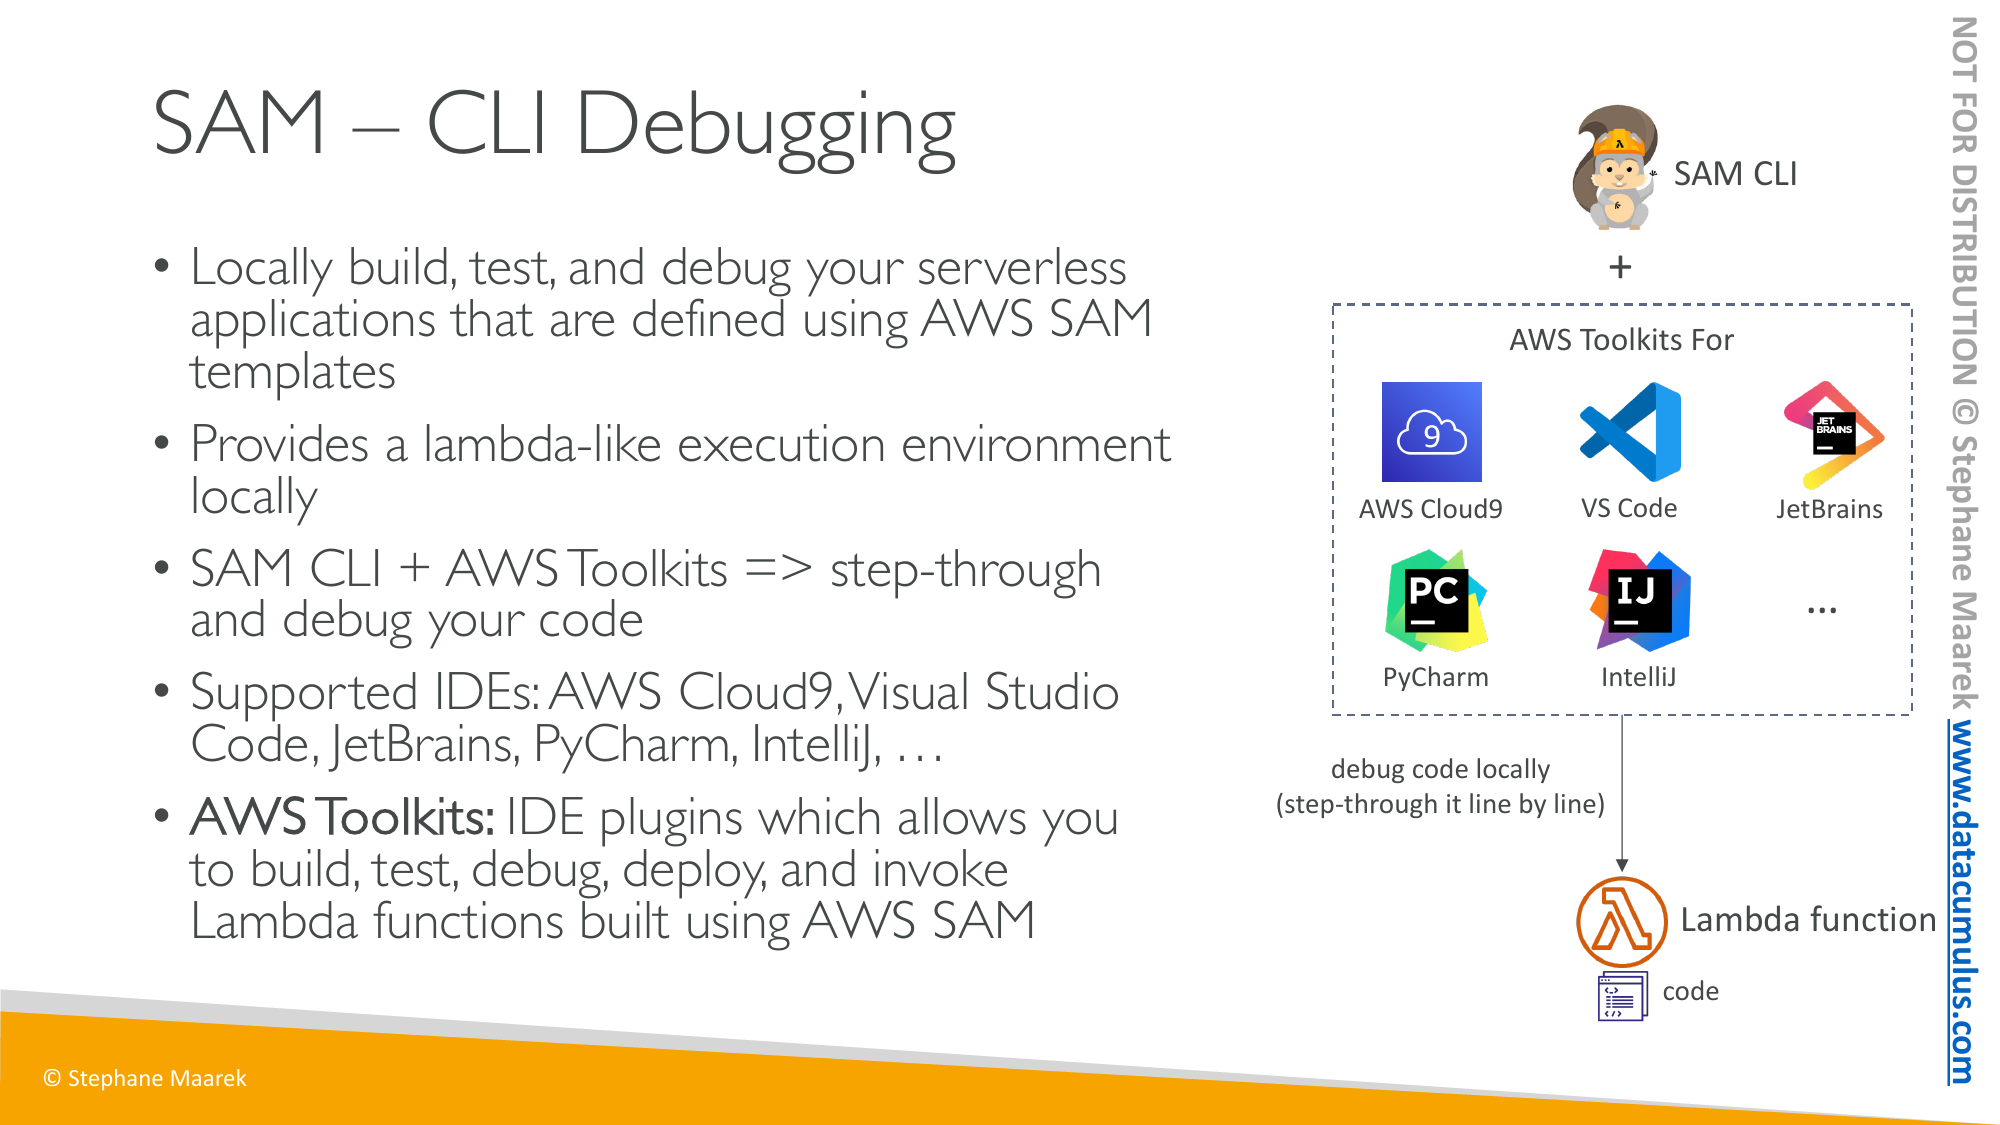 SAM – CLI Debugging
• Locally build, test, and debug your serverless
applications that are defined using AWS SAM
templates
• Provides a lambda-like execution environment
locally
• SAM CLI + AWS Toolkits => step-through
and debug your code
• Supported IDEs: AWS Cloud9, Visual Studio
Code, JetBrains, PyCharm, IntelliJ, …
• AWS Toolkits: IDE plugins which allows you
to build, test, debug, deploy, and invoke
Lambda functions built using AWS SAM
SAM CLI
+
AWS Toolkits For
9
JET
BRAINS
AWS Cloud9
VS Code
JetBrains
PC
IJ
...
PyCharm
IntelliJ
debug code locally
(step-through it line by line)
Lambda function
code
© Stephane Maarek
NOT FOR DISTRIBUTION © Stephane Maarek www.datacumulus.com